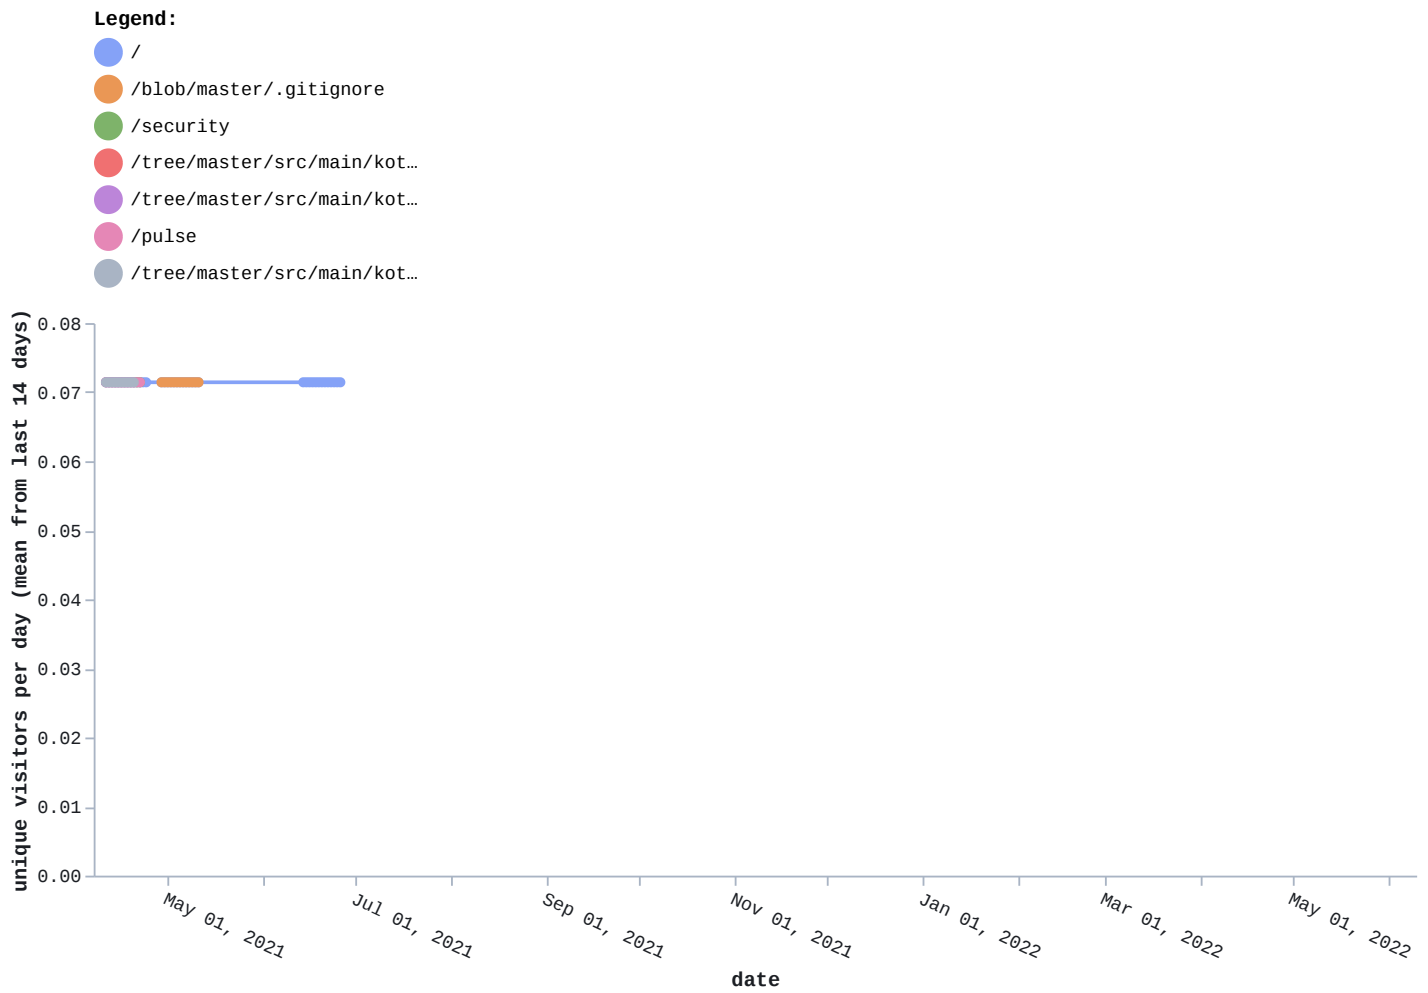 Legend:
/
/blob/master/.gitignore
/security
/tree/master/src/main/kot…
/tree/master/src/main/kot…
/pulse
/tree/master/src/main/kot…
unique visitors per day (mean from last 14 days)
0.08
0.07
0.06
0.05
0.04
0.03
0.02
0.01
0.00
May 01, 2021
Jul 01, 2021
Sep 01, 2021
Nov 01, 2021
Jan 01, 2022
Mar 01, 2022
May 01, 2022
date